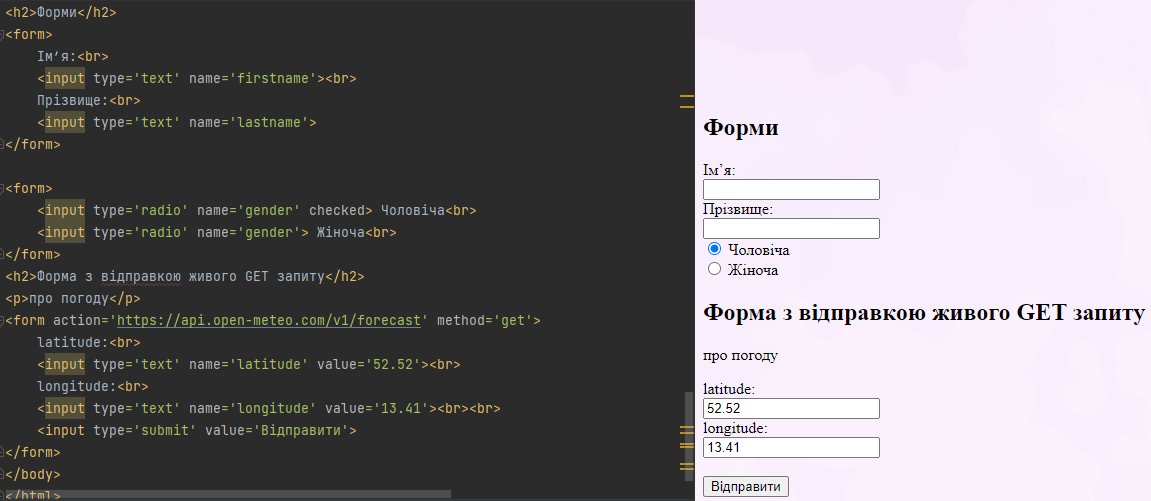 <h2>Форми</h2>
<form>
Ім’я:<br>
<input type='text' name='firstname'><br>
Прізвище:<br>
<input type='text' name='lastname'>
</form>
<form>
<input type='radio' name='gender' checked> Чоловіча<br>
<input type='radio' name='gender'> Жіноча<br>
</form>
<h2>Форма з відправкою живого GET запиту</h2>
<p>про погоду</p>
<form action='https://api.open-meteo.com/v1/forecast' method='get'>
latitude:<br>
<input type='text' name='latitude' value='52.52'><br>
longitude:<br>
<input type='text' name='longitude' value='13.41'><br><br>
<input type='submit' value='Відправити'>
</form>
</body>
</html>
Форми
Ім’я:
Прізвище:
Чоловіча
Жіноча
Форма з відправкою живого GET запиту
про погоду
latitude:
52.52
longitude:
13.41
Відправити